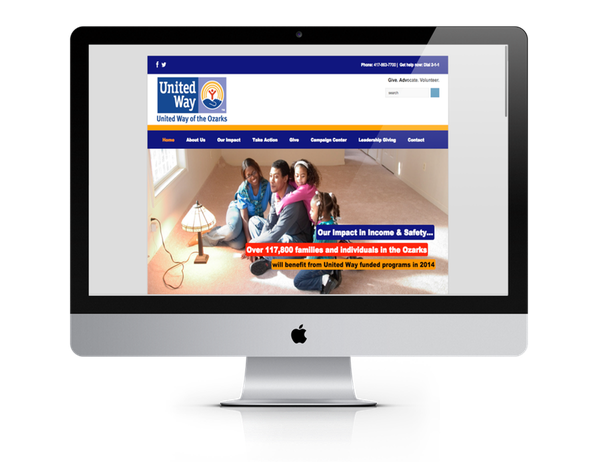 Phone: 417-863-7700 | Get help now: Dial 2-1-1
Give. Advocate. Volunteer.
search
United
Way
United Way of the Ozarks
Home About Us Our Impact Take Action Give Campaign Center Leadership Giving Contact
Our Impact in Income & Safety...
Over 117,800 families and individuals in the Ozarks
will benefit from United Way funded programs in 2014